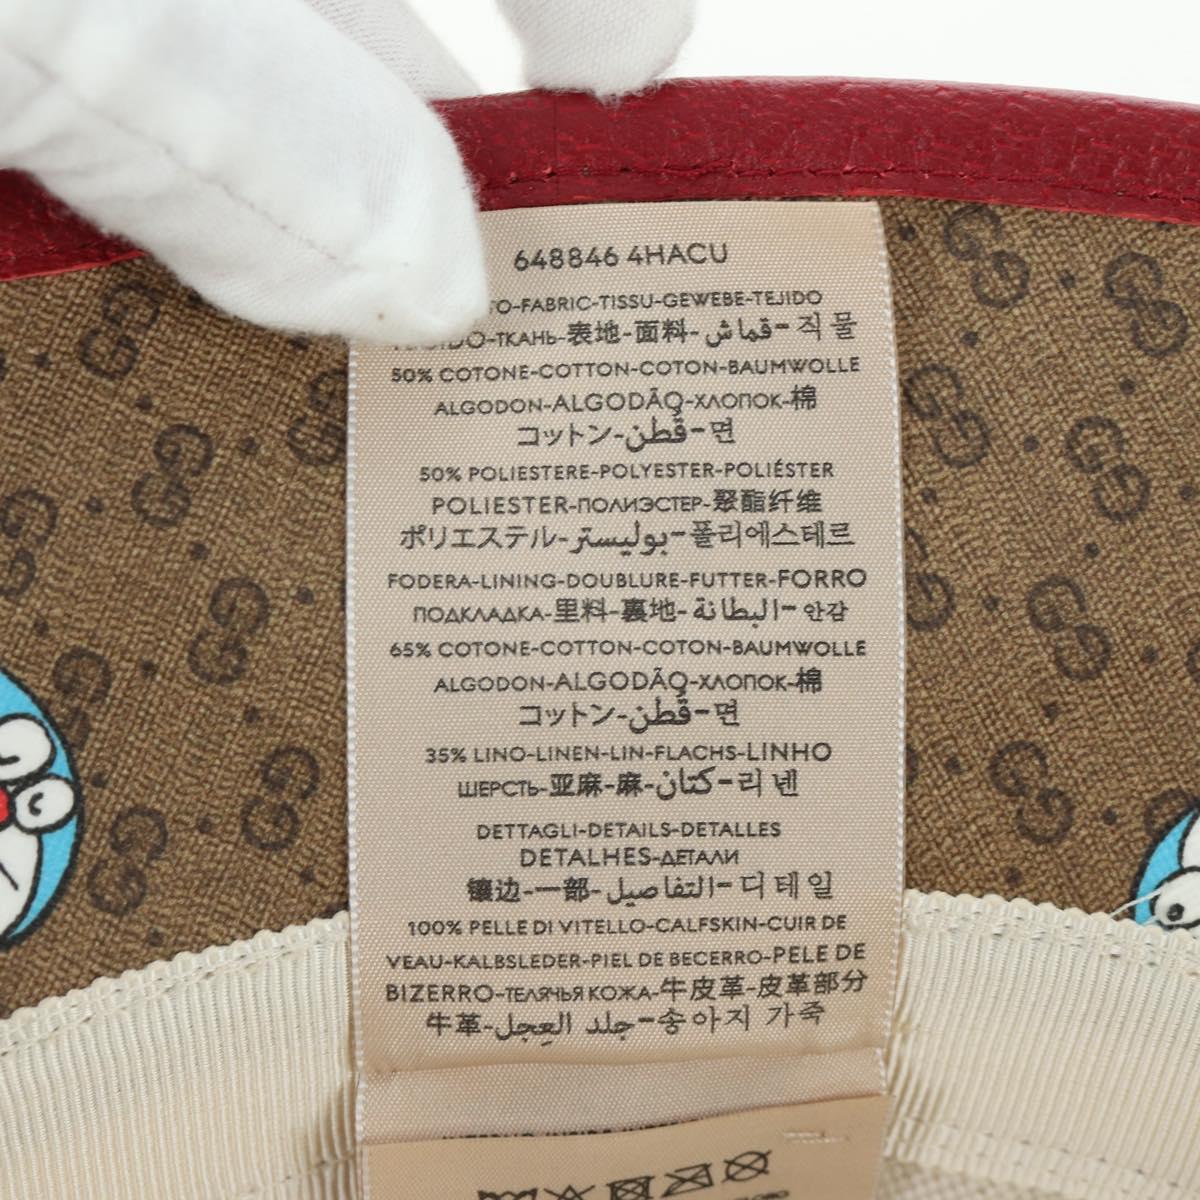 648846 4HACU
TO-FABRIC-TISSU-GEWEBE-TEJIDO
ТКАНЬ-表地-面料-قماش-직물
50% COTONE-COTTON-COTON-BAUMWOLLE
ALGODON-ALGODÃO-ХЛОПОК-棉
コットン-قُطن-면
50% POLIESTERE-POLYESTER-POLIÉSTER
POLIESTER-ПОЛИЭСТЕР-聚酯纤维
ポリエステル-بوليستر-폴리에스테르
FODERA-LINING-DOUBLURE-FUTTER-FORRO
ПОДКЛАДКА-里料-裏地-البطانة-안감
65% COTONE-COTTON-COTON-BAUMWOLLE
ALGODON-ALGODÃO-ХЛОПОК-棉
コットン-قُطن-면
35% LINO-LINEN-LIN-FLACHS-LINHO
ШЕРСТЬ-亚麻-麻-كتان-리넨
DETTAGLI-DETAILS-DETALLES
DETALHES-ДЕТАЛИ
镶边-一部-التفاصيل-디테일
100% PELLE DI VITELLO-CALFSKIN-CUIR DE
VEAU-KALBSLEDER-PIEL DE BECERRO-PELE DE
BIZERRO-ТЕЛЯЧЬЯ КОЖА-牛皮革-皮革部分
牛革-جلد العِجل-송아지 가죽